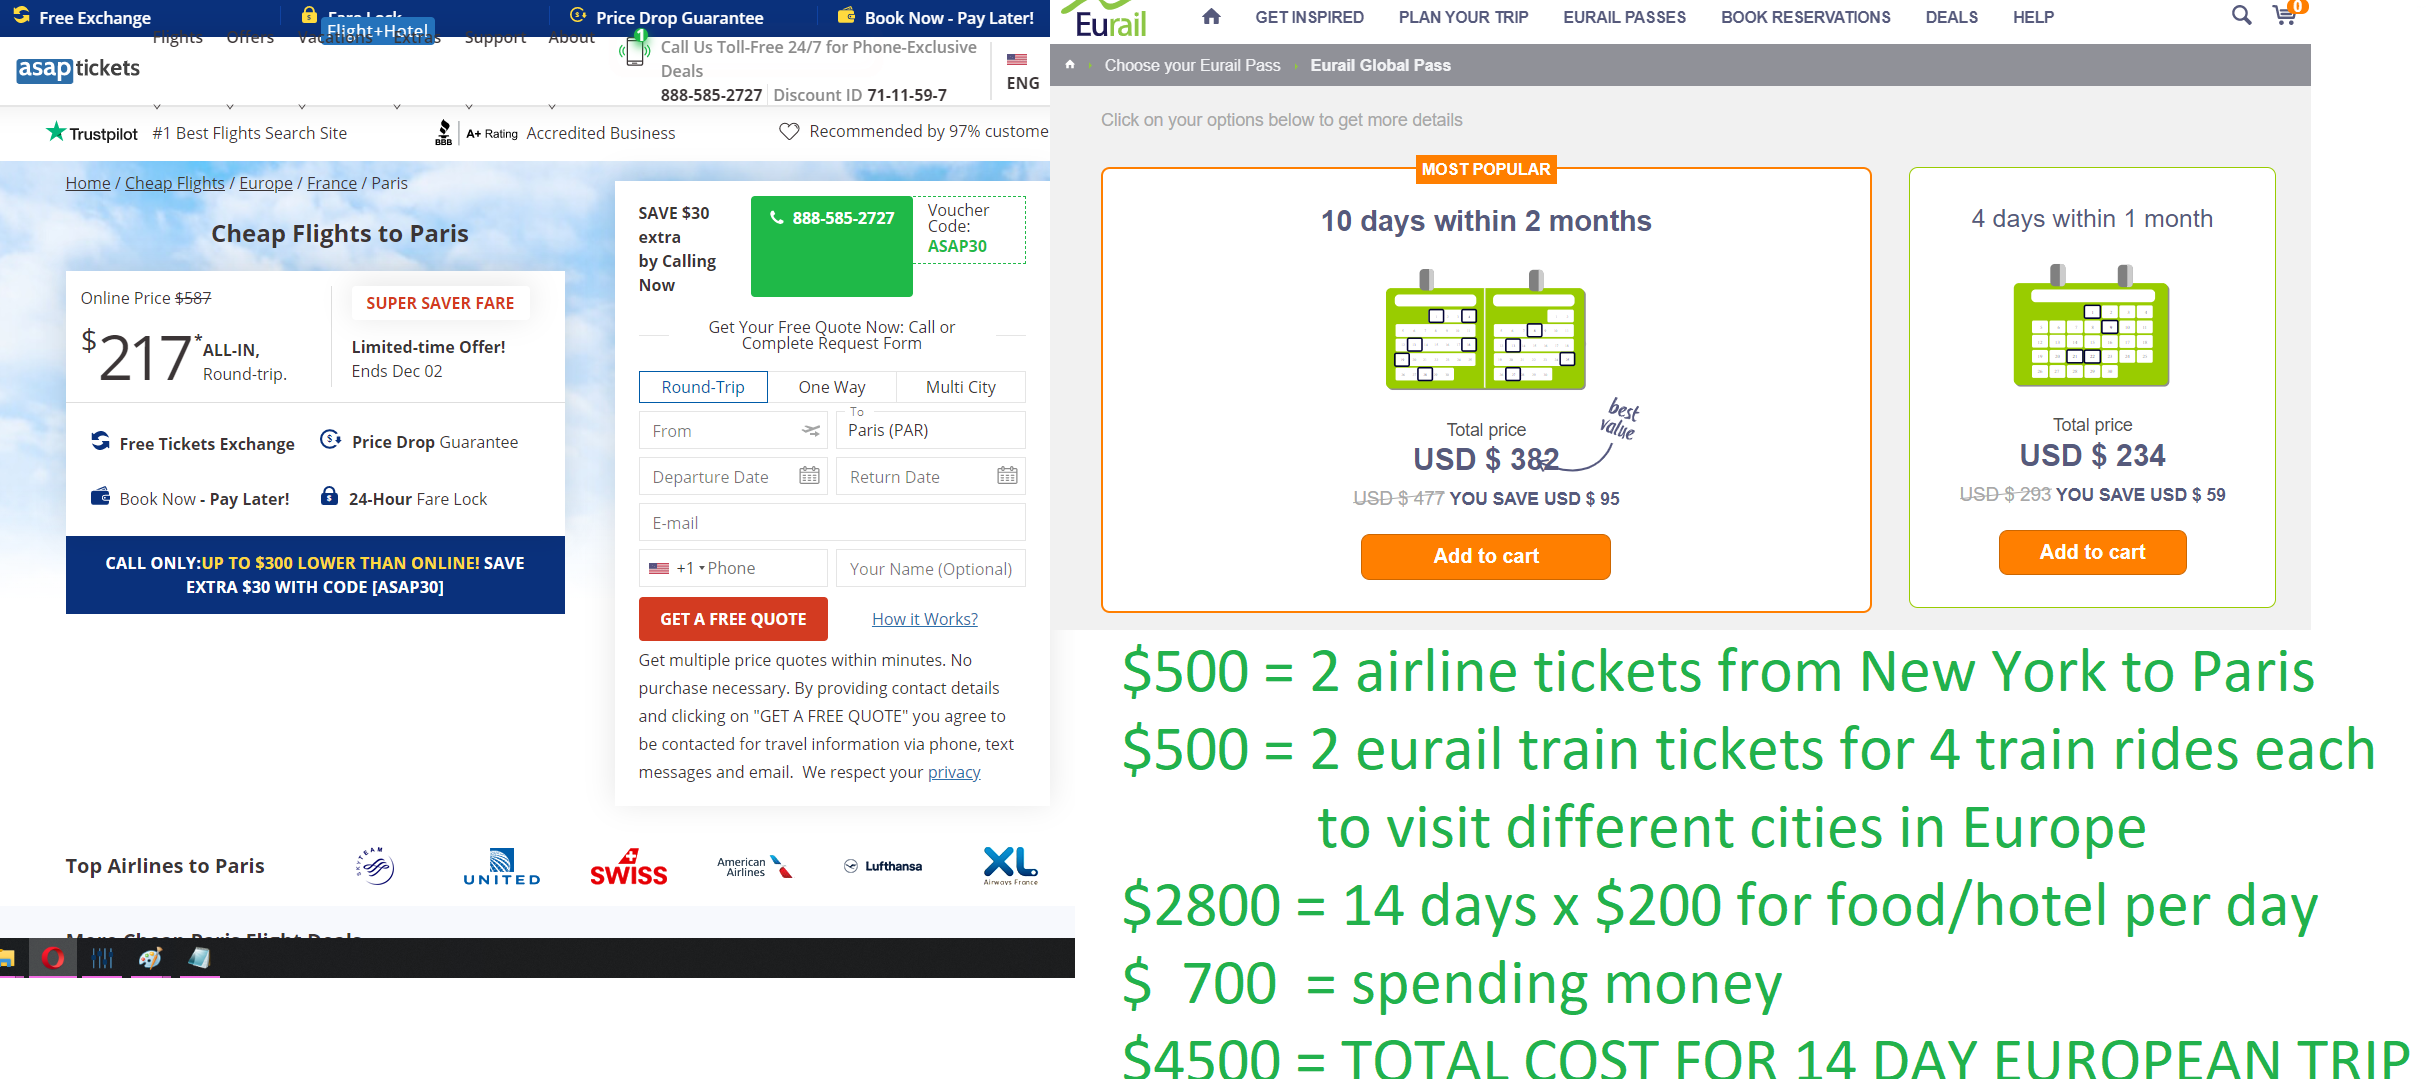 Free Exchange
Fare Lock
Price Drop Guarantee
Book Now - Pay Later!
Flight+Hotel
Flights Offers Vacations Extras Support About
asaptickets
1
Call Us Toll-Free 24/7 for Phone-Exclusive
Deals
888-585-2727 Discount ID 71-11-59-7
ENG
Trustpilot #1 Best Flights Search Site
BBB A+ Rating Accredited Business
Recommended by 97% custome
Home / Cheap Flights / Europe / France / Paris
Cheap Flights to Paris
Online Price $587
$217* ALL-IN,
Round-trip.
SUPER SAVER FARE
Limited-time Offer!
Ends Dec 02
Free Tickets Exchange
Price Drop Guarantee
Book Now - Pay Later!
24-Hour Fare Lock
CALL ONLY:UP TO $300 LOWER THAN ONLINE! SAVE
EXTRA $30 WITH CODE [ASAP30]
SAVE $30
extra
by Calling
Now
888-585-2727
Voucher
Code:
ASAP30
Get Your Free Quote Now: Call or
Complete Request Form
Round-Trip One Way Multi City
From
To
Paris (PAR)
Departure Date Return Date
E-mail
+1 Phone Your Name (Optional)
GET A FREE QUOTE How it Works?
Get multiple price quotes within minutes. No
purchase necessary. By providing contact details
and clicking on "GET A FREE QUOTE" you agree to
be contacted for travel information via phone, text
messages and email. We respect your privacy
Top Airlines to Paris
SKYTEAM
UNITED
SWISS
American
Airlines
Lufthansa
XL
Airways France
More Cheap Paris Flight Deals
Eurail
GET INSPIRED PLAN YOUR TRIP EURAIL PASSES BOOK RESERVATIONS DEALS HELP
0
Choose your Eurail Pass Eurail Global Pass
Click on your options below to get more details
MOST POPULAR
10 days within 2 months
best
value
Total price
USD $ 382
USD $ 477 YOU SAVE USD $ 95
Add to cart
4 days within 1 month
Total price
USD $ 234
USD $ 293 YOU SAVE USD $ 59
Add to cart
$500 = 2 airline tickets from New York to Paris
$500 = 2 eurail train tickets for 4 train rides each
to visit different cities in Europe
$2800 = 14 days x $200 for food/hotel per day
$ 700 = spending money
$4500 = TOTAL COST FOR 14 DAY EUROPEAN TRIP